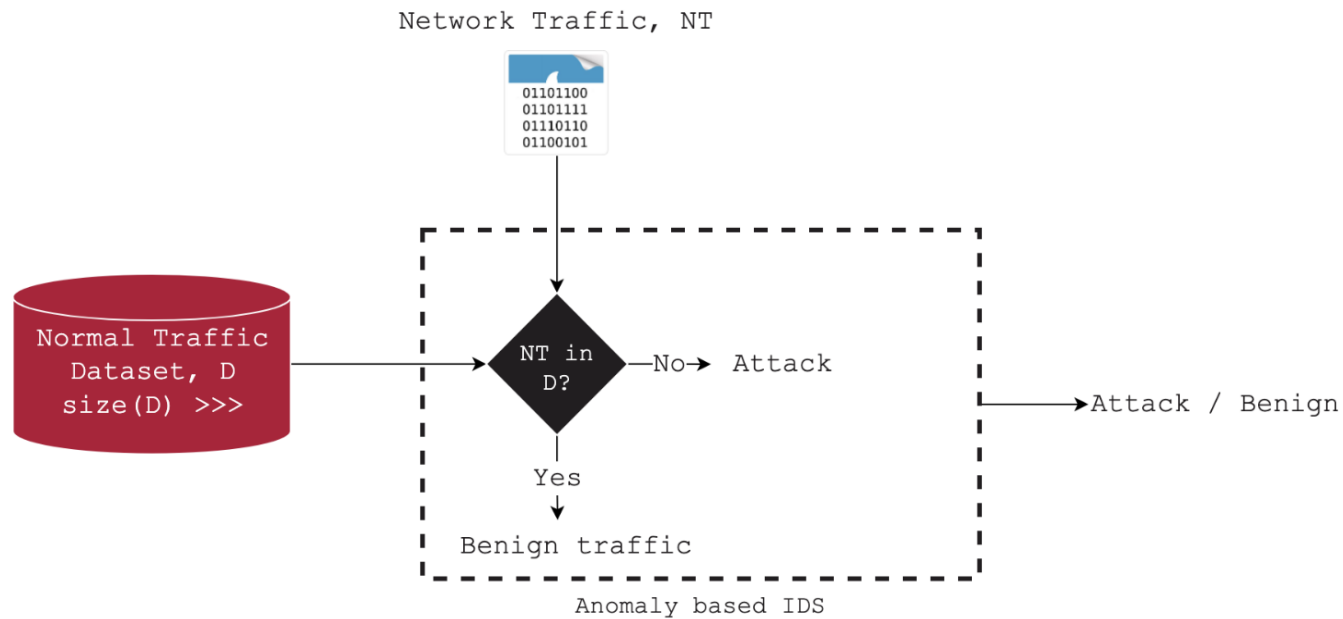 Network Traffic, NT
01101100
01101111
01110110
01100101
Normal Traffic
Dataset, D
size(D) >>>
NT in
D?
No
Attack
Yes
Benign traffic
Attack / Benign
Anomaly based IDS